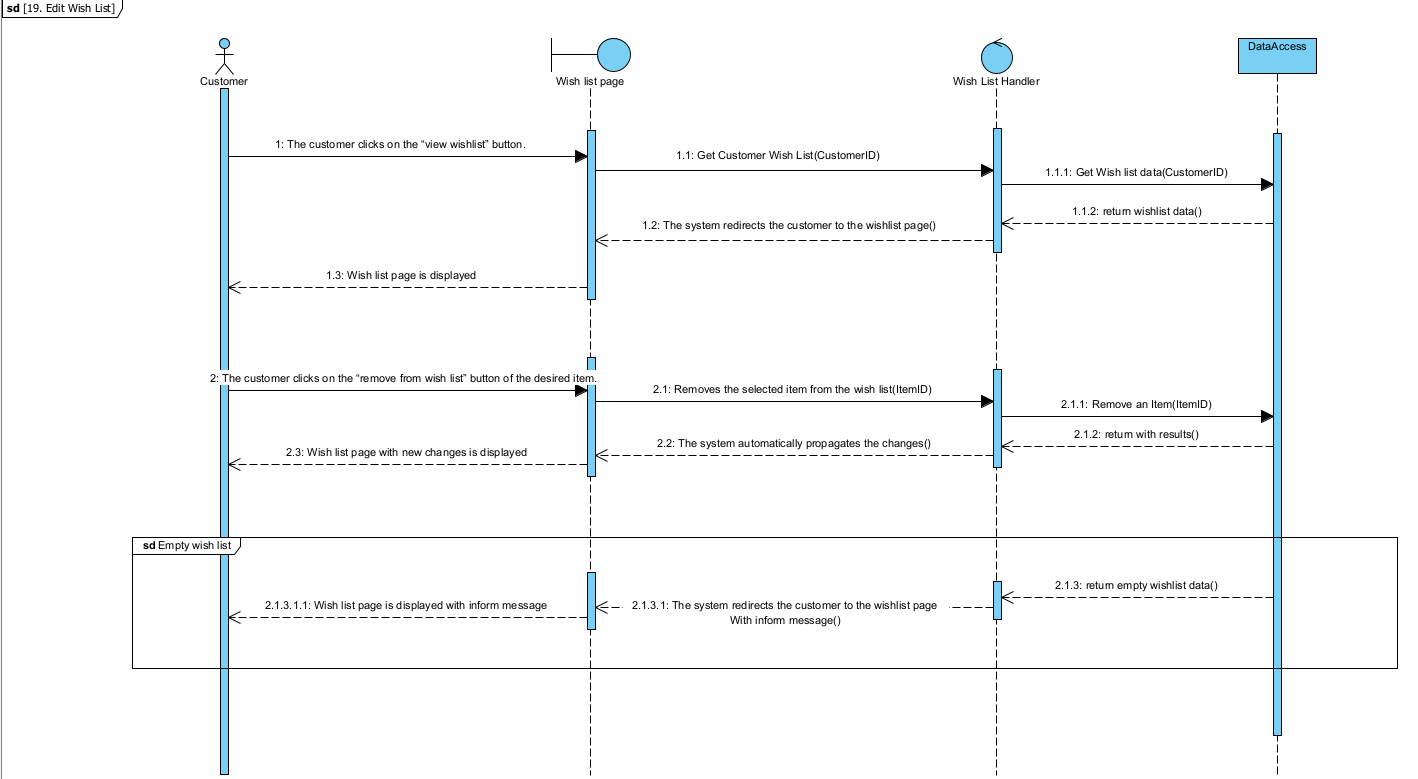 sd [19. Edit Wish List]
Customer
Wish list page
Wish List Handler
DataAccess
1: The customer clicks on the “view wishlist” button.
1.1: Get Customer Wish List(CustomerID)
1.1.1: Get Wish list data(CustomerID)
1.1.2: return wishlist data()
1.2: The system redirects the customer to the wishlist page()
1.3: Wish list page is displayed
2: The customer clicks on the “remove from wish list” button of the desired item.
2.1: Removes the selected item from the wish list(ItemID)
2.1.1: Remove an Item(ItemID)
2.1.2: return with results()
2.2: The system automatically propagates the changes()
2.3: Wish list page with new changes is displayed
sd Empty wish list
2.1.3: return empty wishlist data()
2.1.3.1: The system redirects the customer to the wishlist page
With inform message()
2.1.3.1.1: Wish list page is displayed with inform message